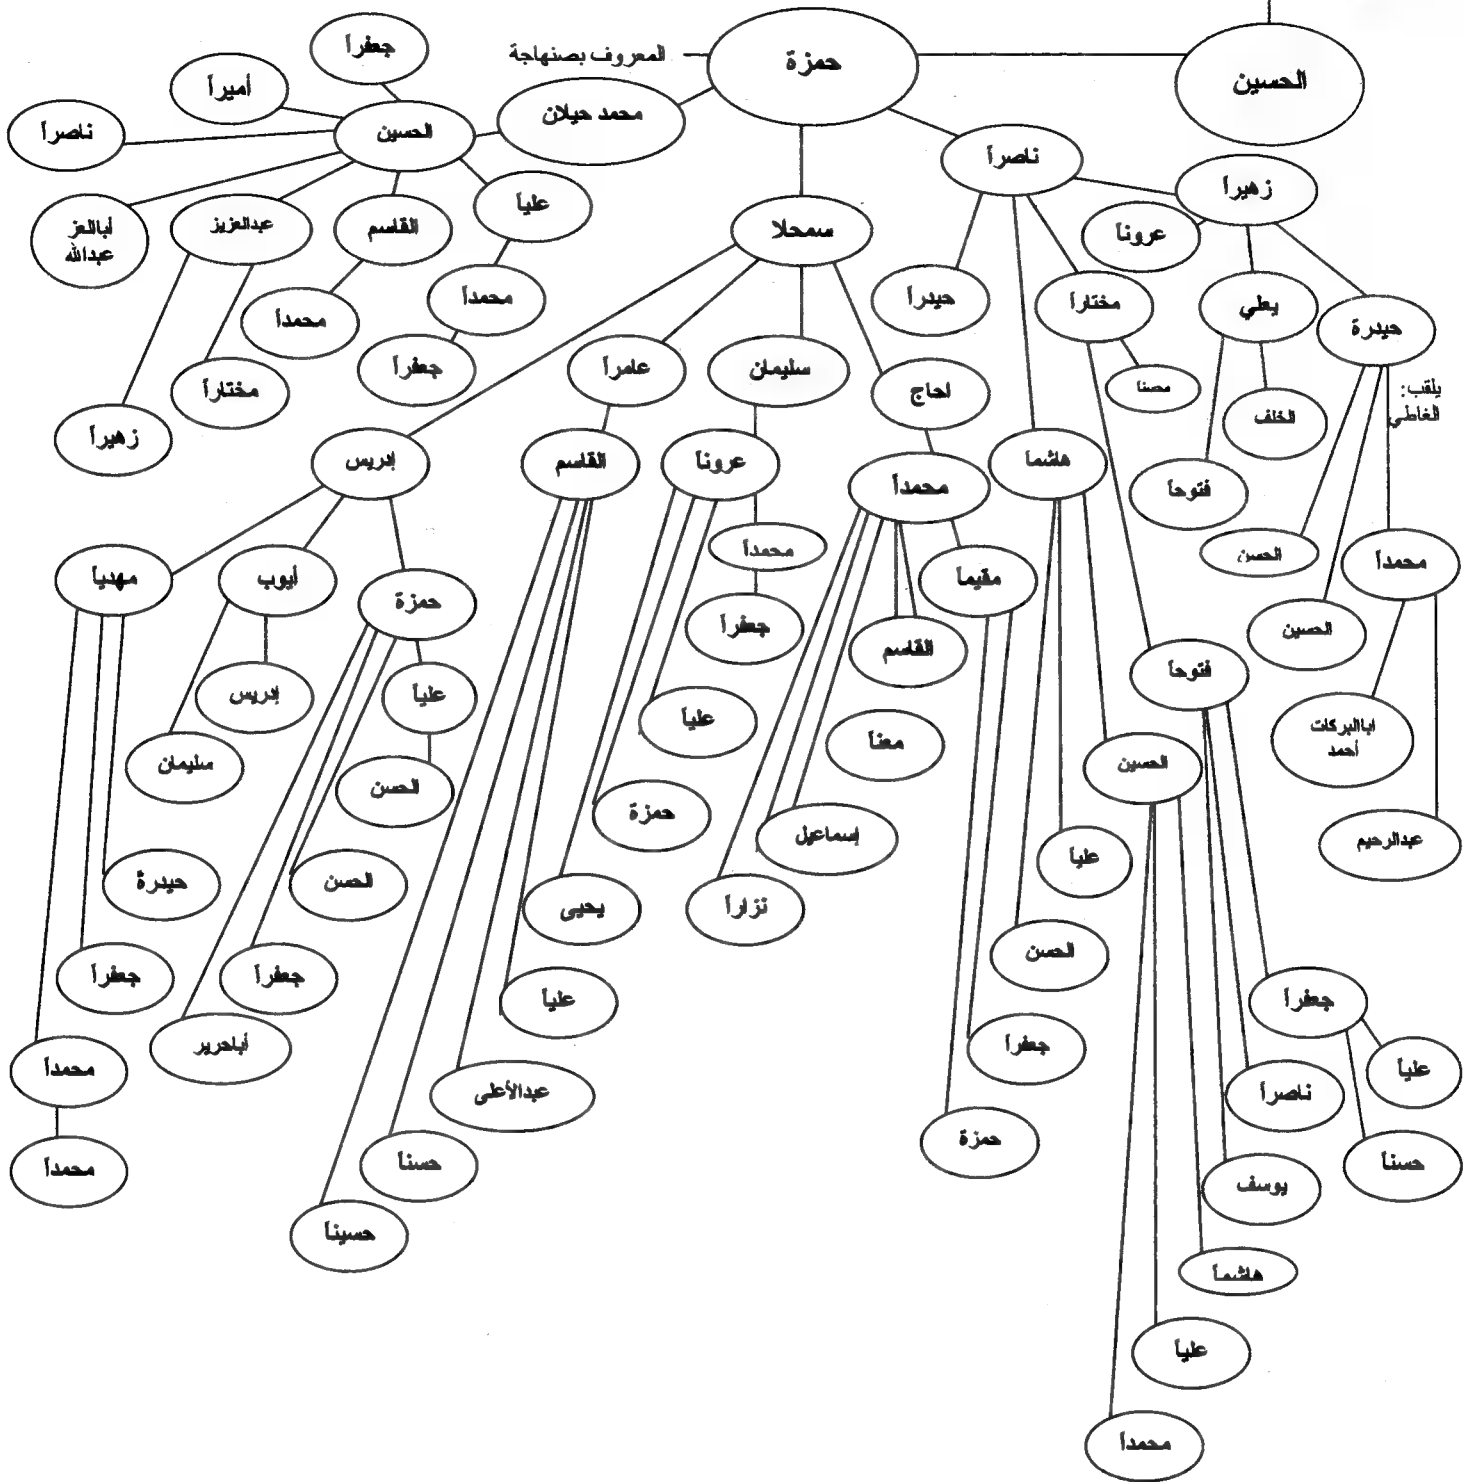 الحسين
حمزة
المعروف بصنهاجة
محمد حيلان
جعفراً
أميراً
ناصراً
الحسين
ناصراً
زهيراً
عرونا
علياً
القاسم
عبدالعزيز
أباالعز
عبدالله
سمحلا
حيدراً
مختاراً
يعلي
حيدرة
يلقب:
الغاطي
محمداً
محمداً
جعفراً
مختاراً
زهيراً
عامراً
سليمان
لحاج
محسنا
الخلف
فتوحاً
إدريس
القاسم
عروناً
محمداً
هاشما
محمداً
الحسن
محمداً
مهديا
أيوب
حمزة
مقيماً
جعفراً
القاسم
الحسين
فتوحاً
إدريس
علياً
علياً
معناً
اباالبركات
أحمد
سليمان
الحسن
حمزة
إسماعيل
الحسين
عبدالرحيم
علياً
حيدرة
الحسن
يحيى
نزاراً
الحسن
جعفراً
جعفراً
علياً
جعفراً
جعفراً
أباحرير
محمداً
عبدالأعلى
علياً
ناصراً
حمزة
حسناً
حسناً
محمداً
يوسف
حسيناً
هاشماً
علياً
محمداً